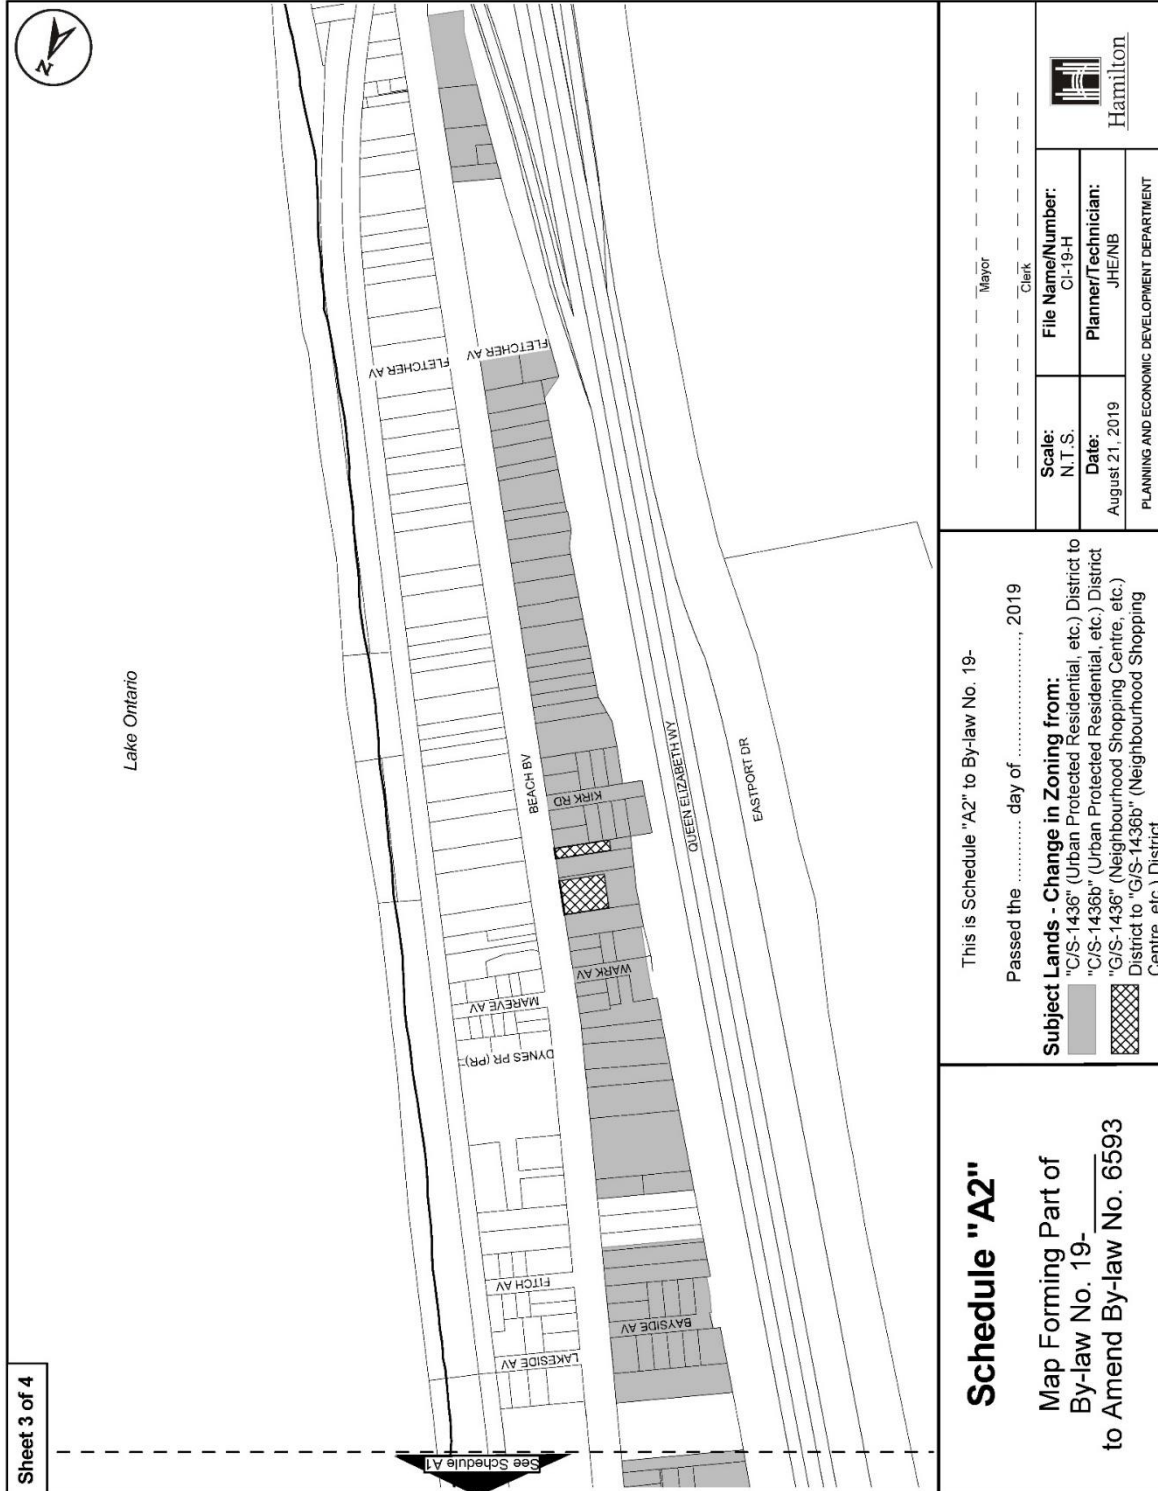 Sheet 3 of 4
N
Lake Ontario
FLETCHER AV
FLETCHER AV
BEACH BV
KIRK RD
WARK AV
MAREVE AV
DYNES PR (PR)
FITCH AV
LAKESIDE AV
BAYSIDE AV
QUEEN ELIZABETH WY
EASTPORT DR
See Schedule A1
Schedule "A2"
Map Forming Part of
By-law No. 19-______
to Amend By-law No. 6593
This is Schedule "A2" to By-law No. 19-
Passed the ............ day of ....................., 2019
Subject Lands - Change in Zoning from:
"C/S-1436" (Urban Protected Residential, etc.) District to
"C/S-1436b" (Urban Protected Residential, etc.) District
"G/S-1436" (Neighbourhood Shopping Centre, etc.)
District to "G/S-1436b" (Neighbourhood Shopping
Centre, etc.) District
Mayor
Clerk
Scale:
N.T.S.
File Name/Number:
CI-19-H
Date:
August 21, 2019
Planner/Technician:
JHE/NB
Hamilton
PLANNING AND ECONOMIC DEVELOPMENT DEPARTMENT